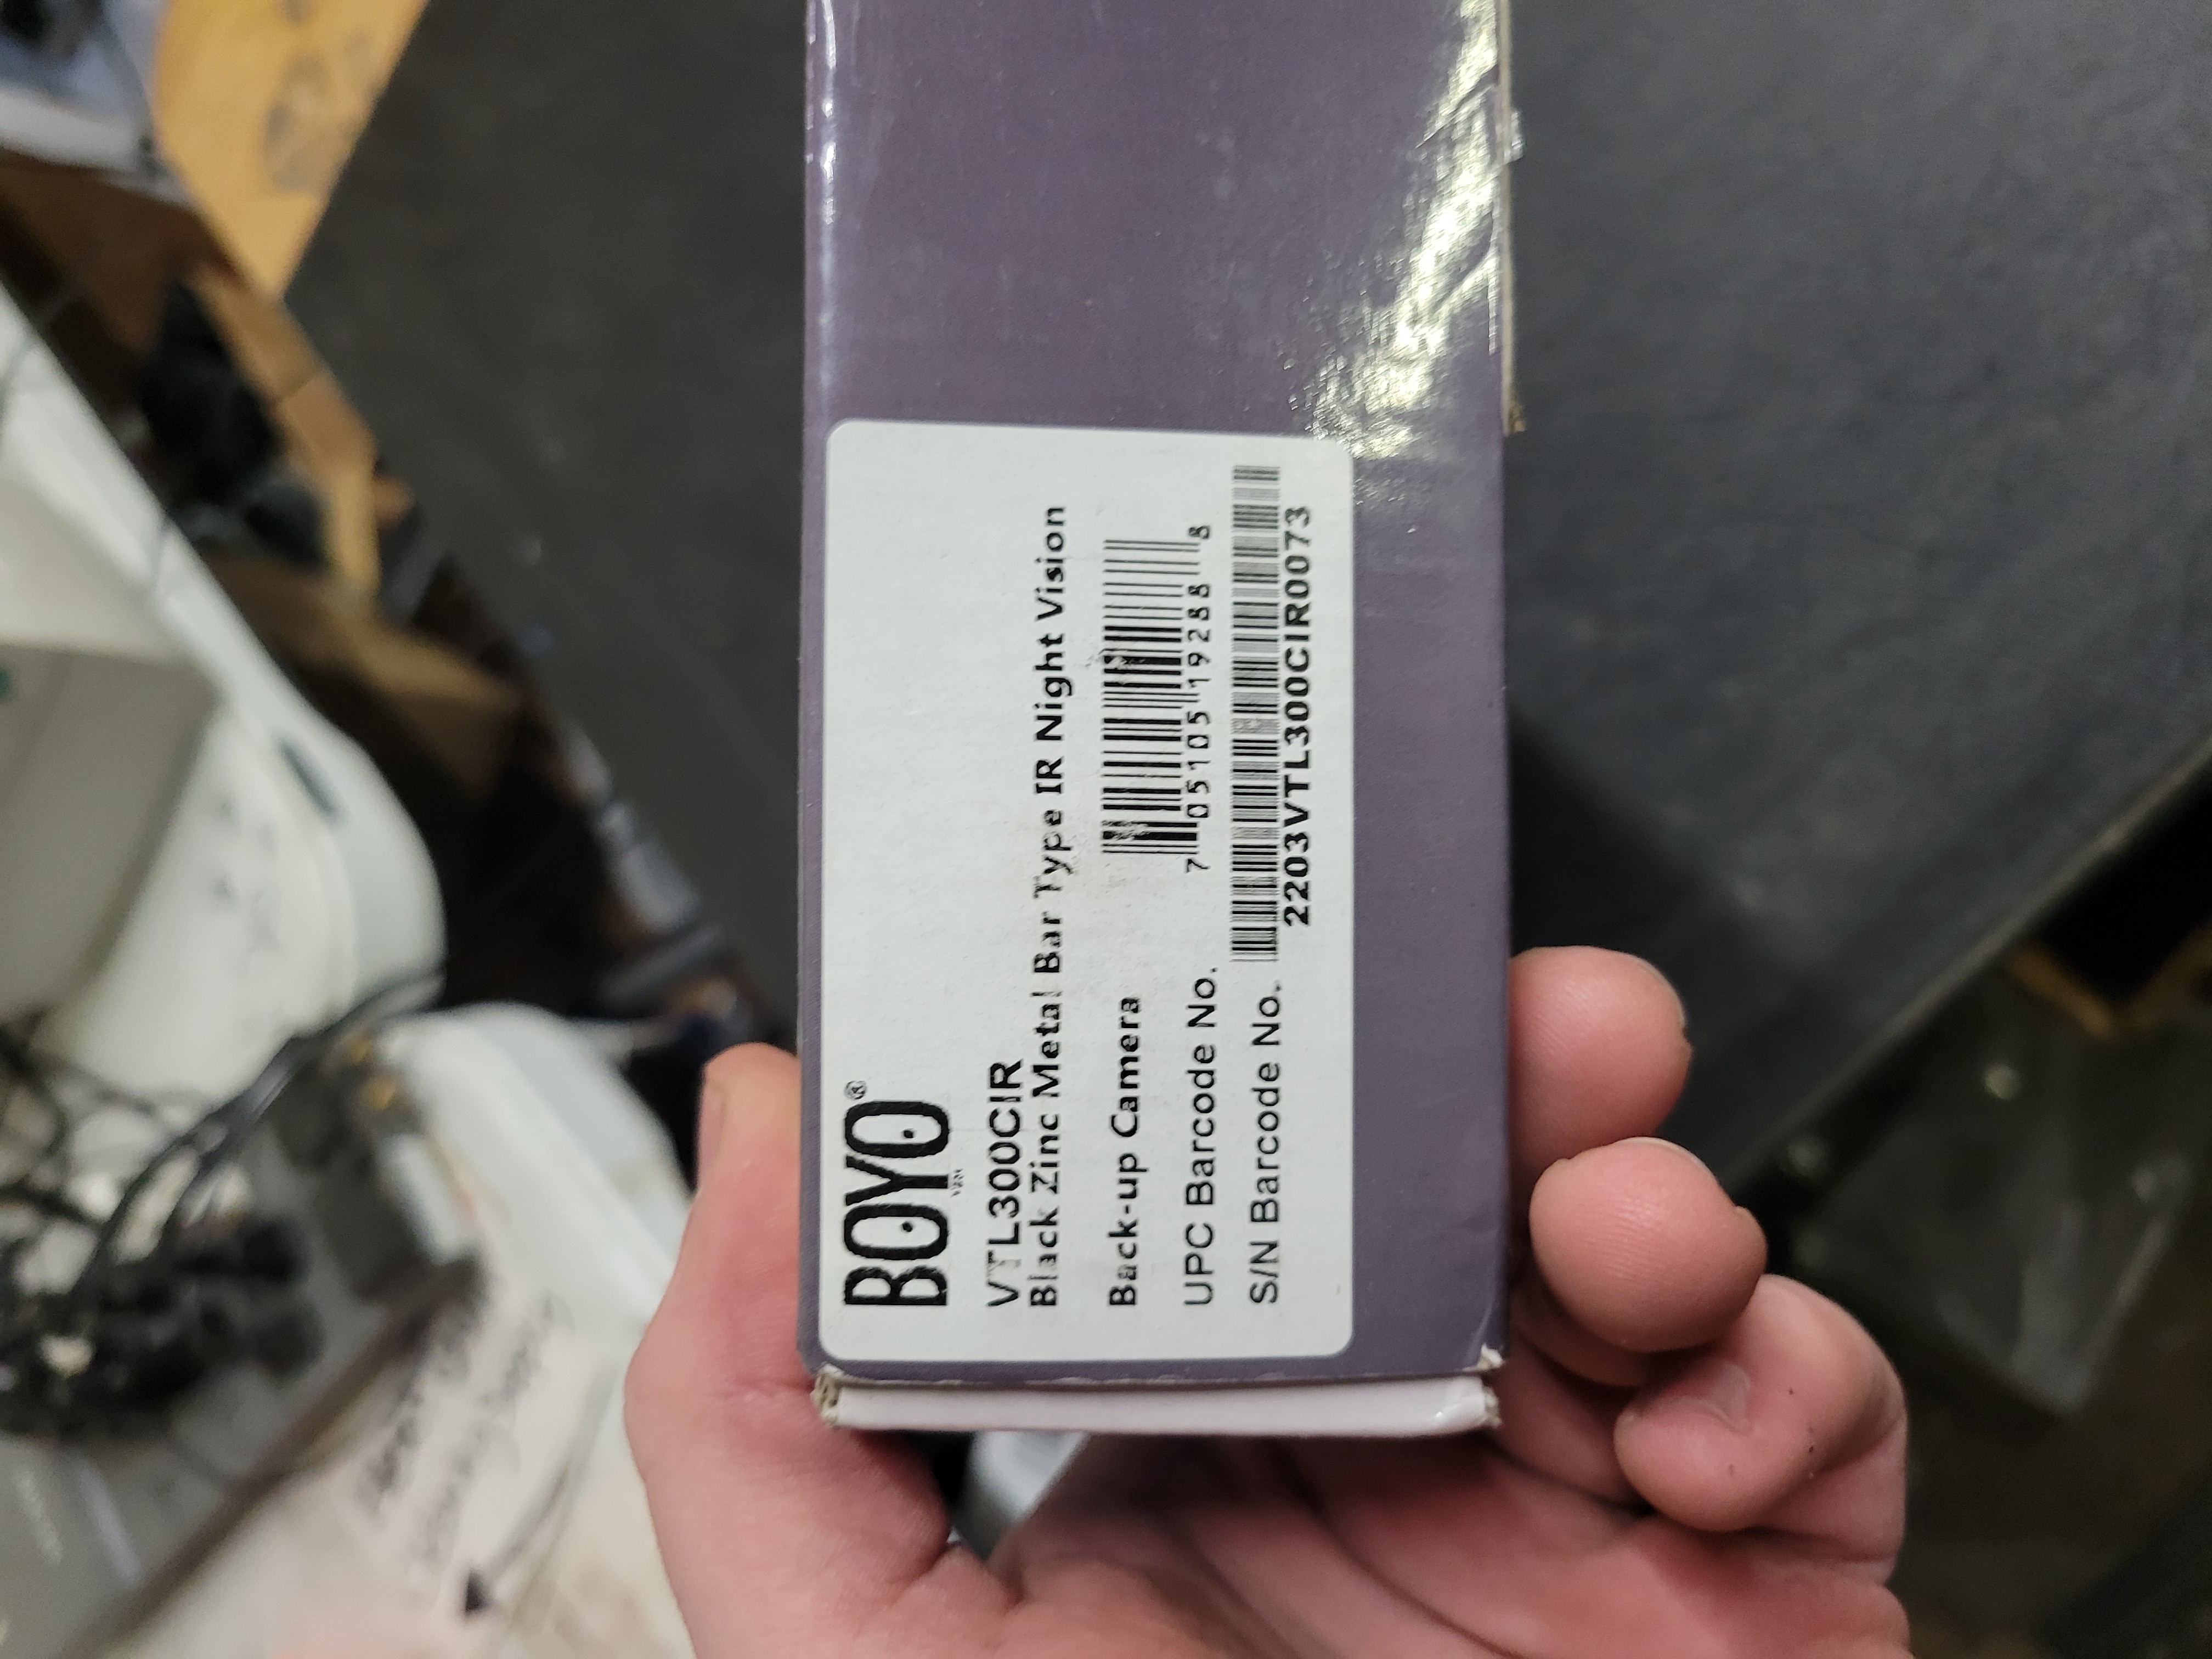 BOYO®
VTL300CIR
Black Zinc Metal Bar Type IR Night Vision
Back-up Camera
UPC Barcode No.
7 05105 19288 8
S/N Barcode No.
2203VTL300CIR0073